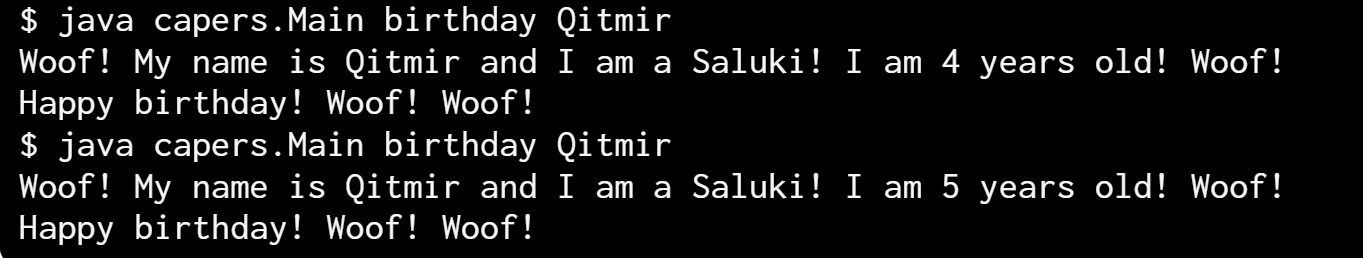 $ java capers.Main birthday Qitmir
Woof! My name is Qitmir and I am a Saluki! I am 4 years old! Woof!
Happy birthday! Woof! Woof!
$ java capers.Main birthday Qitmir
Woof! My name is Qitmir and I am a Saluki! I am 5 years old! Woof!
Happy birthday! Woof! Woof!